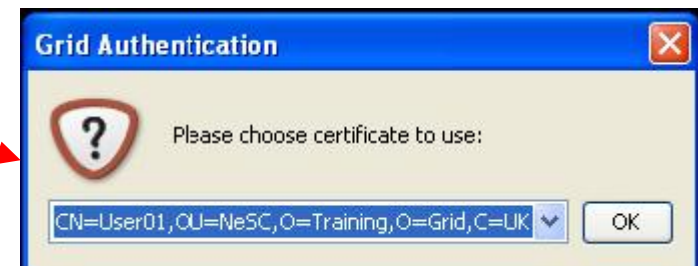 Grid Authentication
Please choose certificate to use:
CN=User01,OU=NeSC,O=Training,O=Grid,C=UK
OK